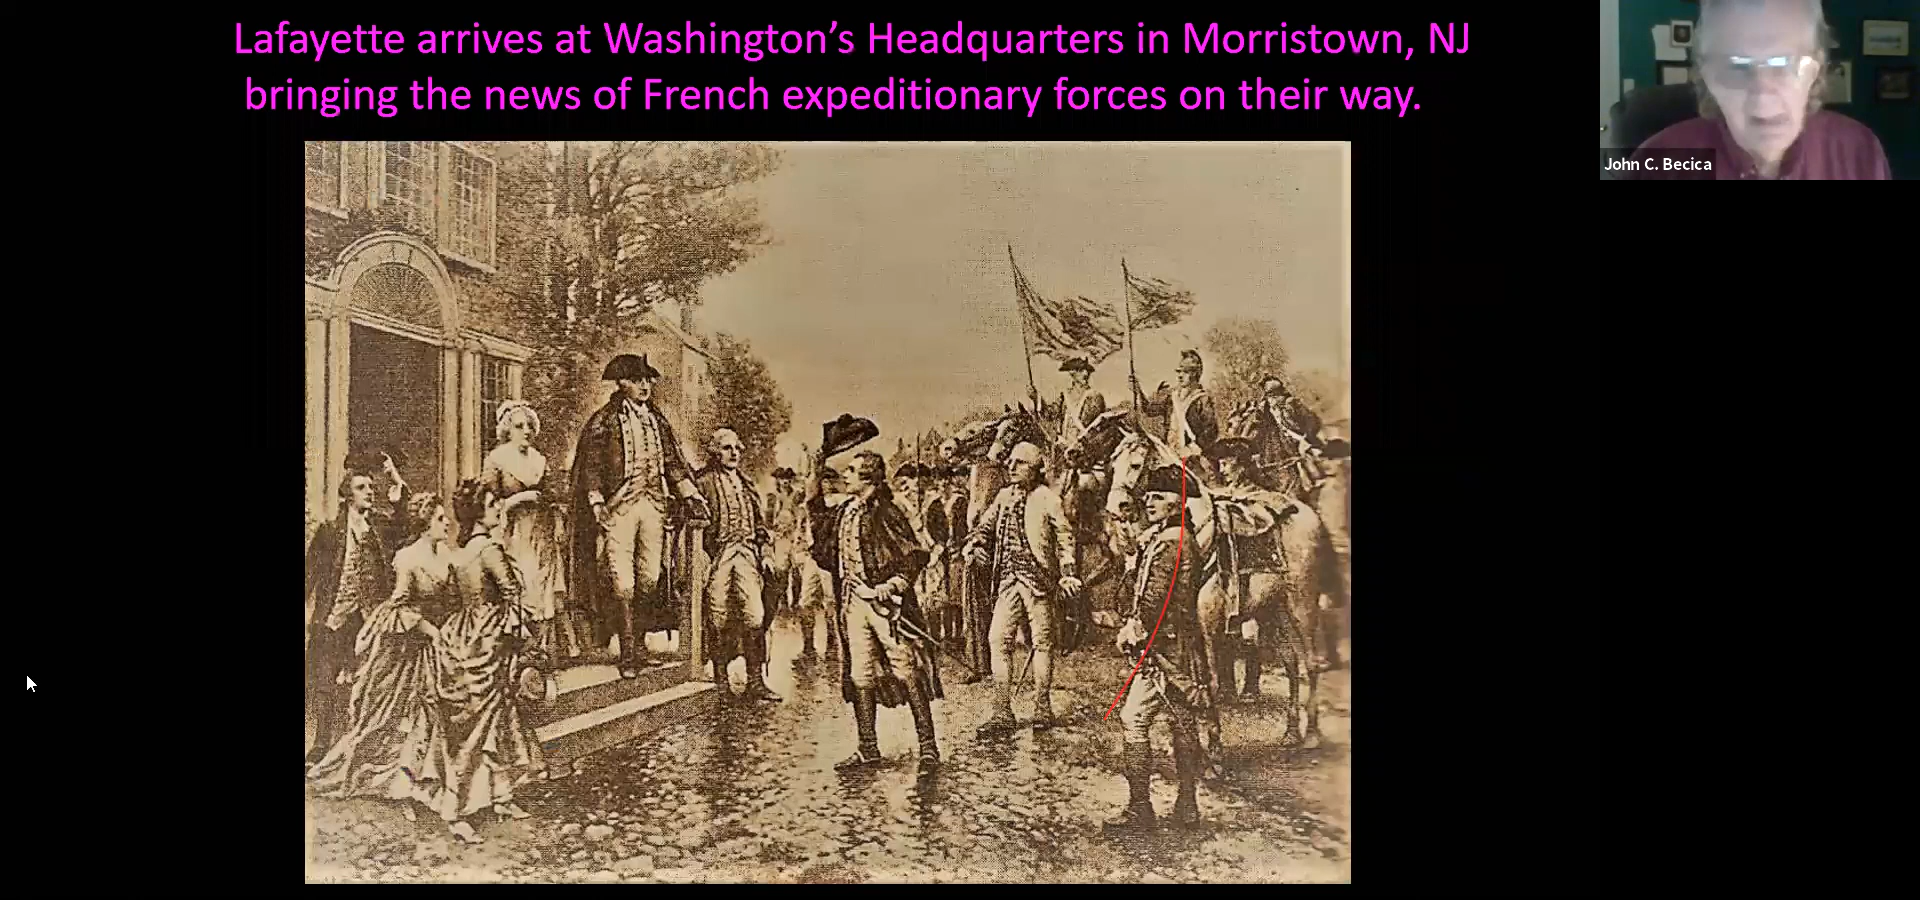 Lafayette arrives at Washington’s Headquarters in Morristown, NJ
bringing the news of French expeditionary forces on their way.
John C. Becica